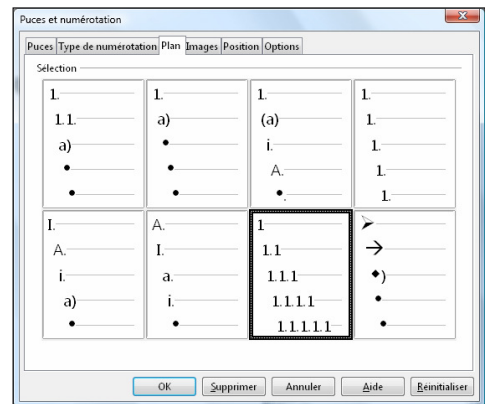 Puces et numérotation
Puces Type de numérotation Plan Images Position Options
Sélection
1. 1. 1. 1.
1.1. a) (a) 1.
a) • i. 1.
• • A. 1.
• • •. 1.
I. A. 1 ➢
A. I. 1.1 →
i. a. 1.1.1 ◆)
a) i. 1.1.1.1 •
• • 1.1.1.1.1 •
OK Supprimer Annuler Aide Réinitialiser